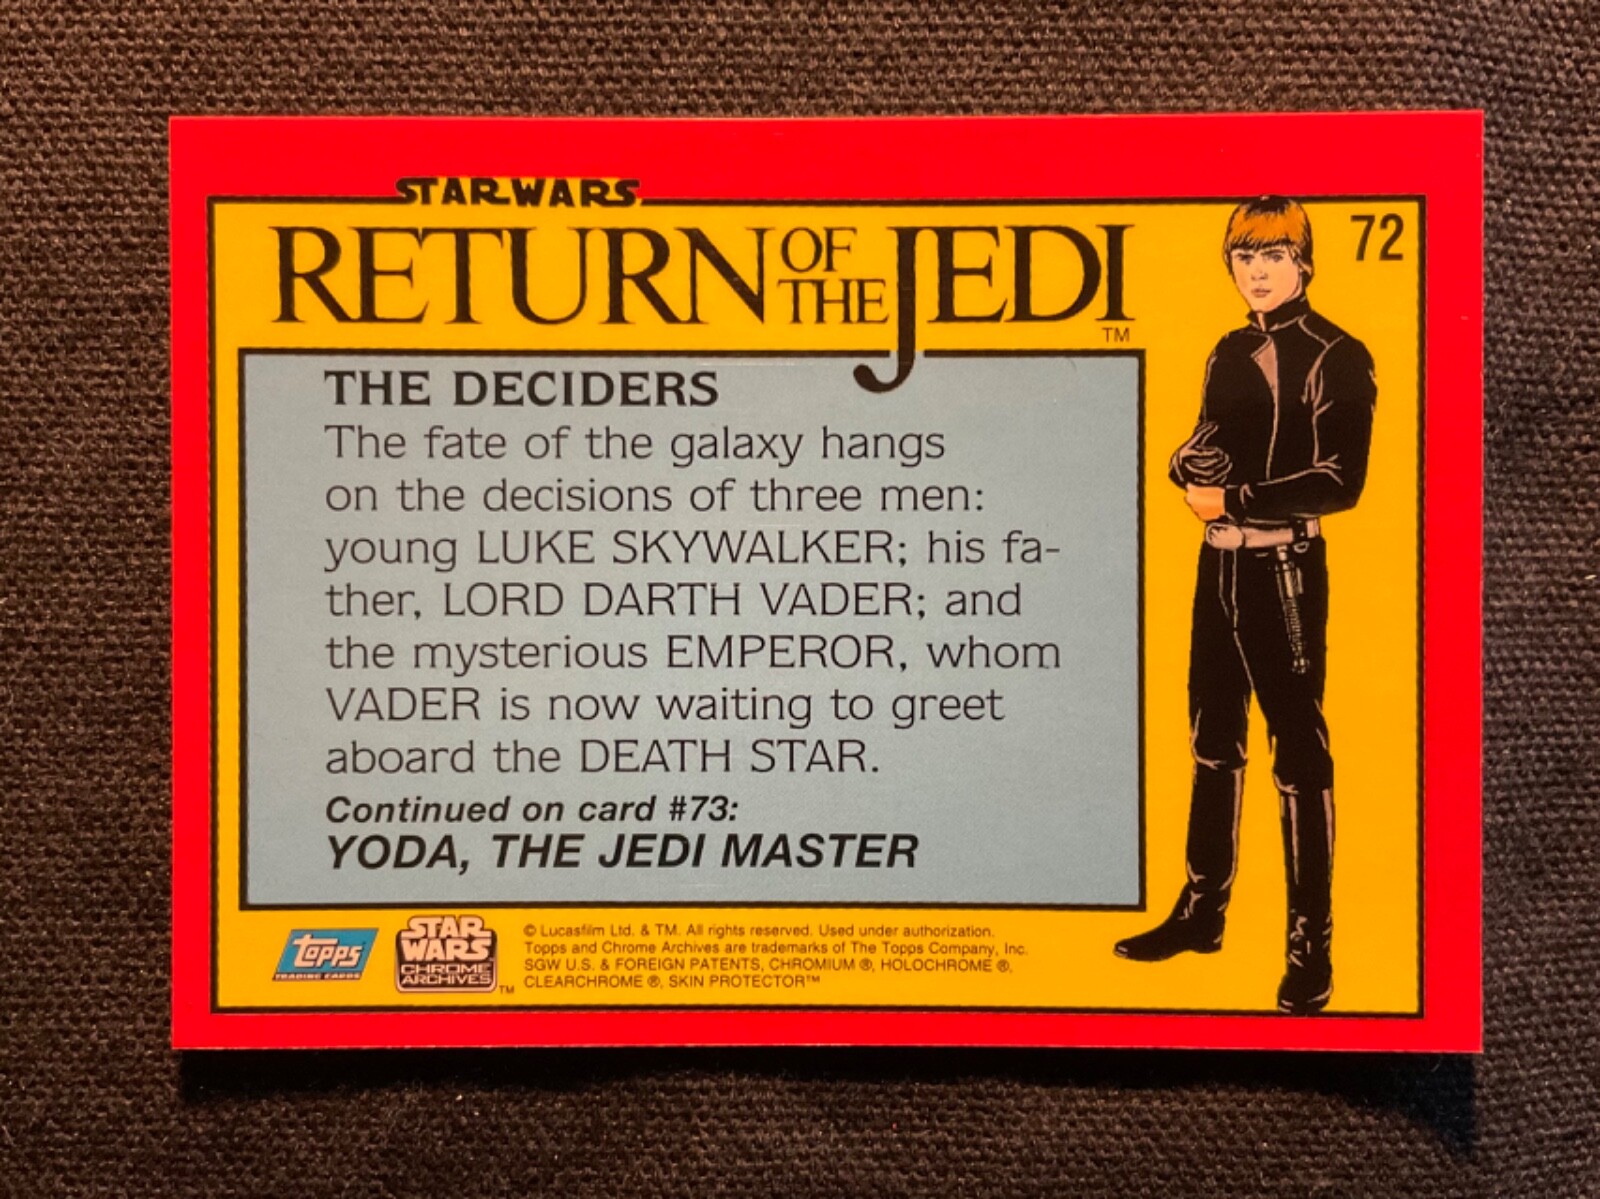 STAR WARS
RETURN OF THE JEDI
TM
72
THE DECIDERS
The fate of the galaxy hangs
on the decisions of three men:
young LUKE SKYWALKER; his fa-
ther, LORD DARTH VADER; and
the mysterious EMPEROR, whom
VADER is now waiting to greet
aboard the DEATH STAR.
Continued on card #73:
YODA, THE JEDI MASTER
topps
TRADING CARDS
STAR
WARS
CHROME
ARCHIVES
TM
© Lucasfilm Ltd. & TM. All rights reserved. Used under authorization.
Topps and Chrome Archives are trademarks of The Topps Company, Inc.
SGW U.S. & FOREIGN PATENTS, CHROMIUM ®, HOLOCHROME ®,
CLEARCHROME ®, SKIN PROTECTOR™